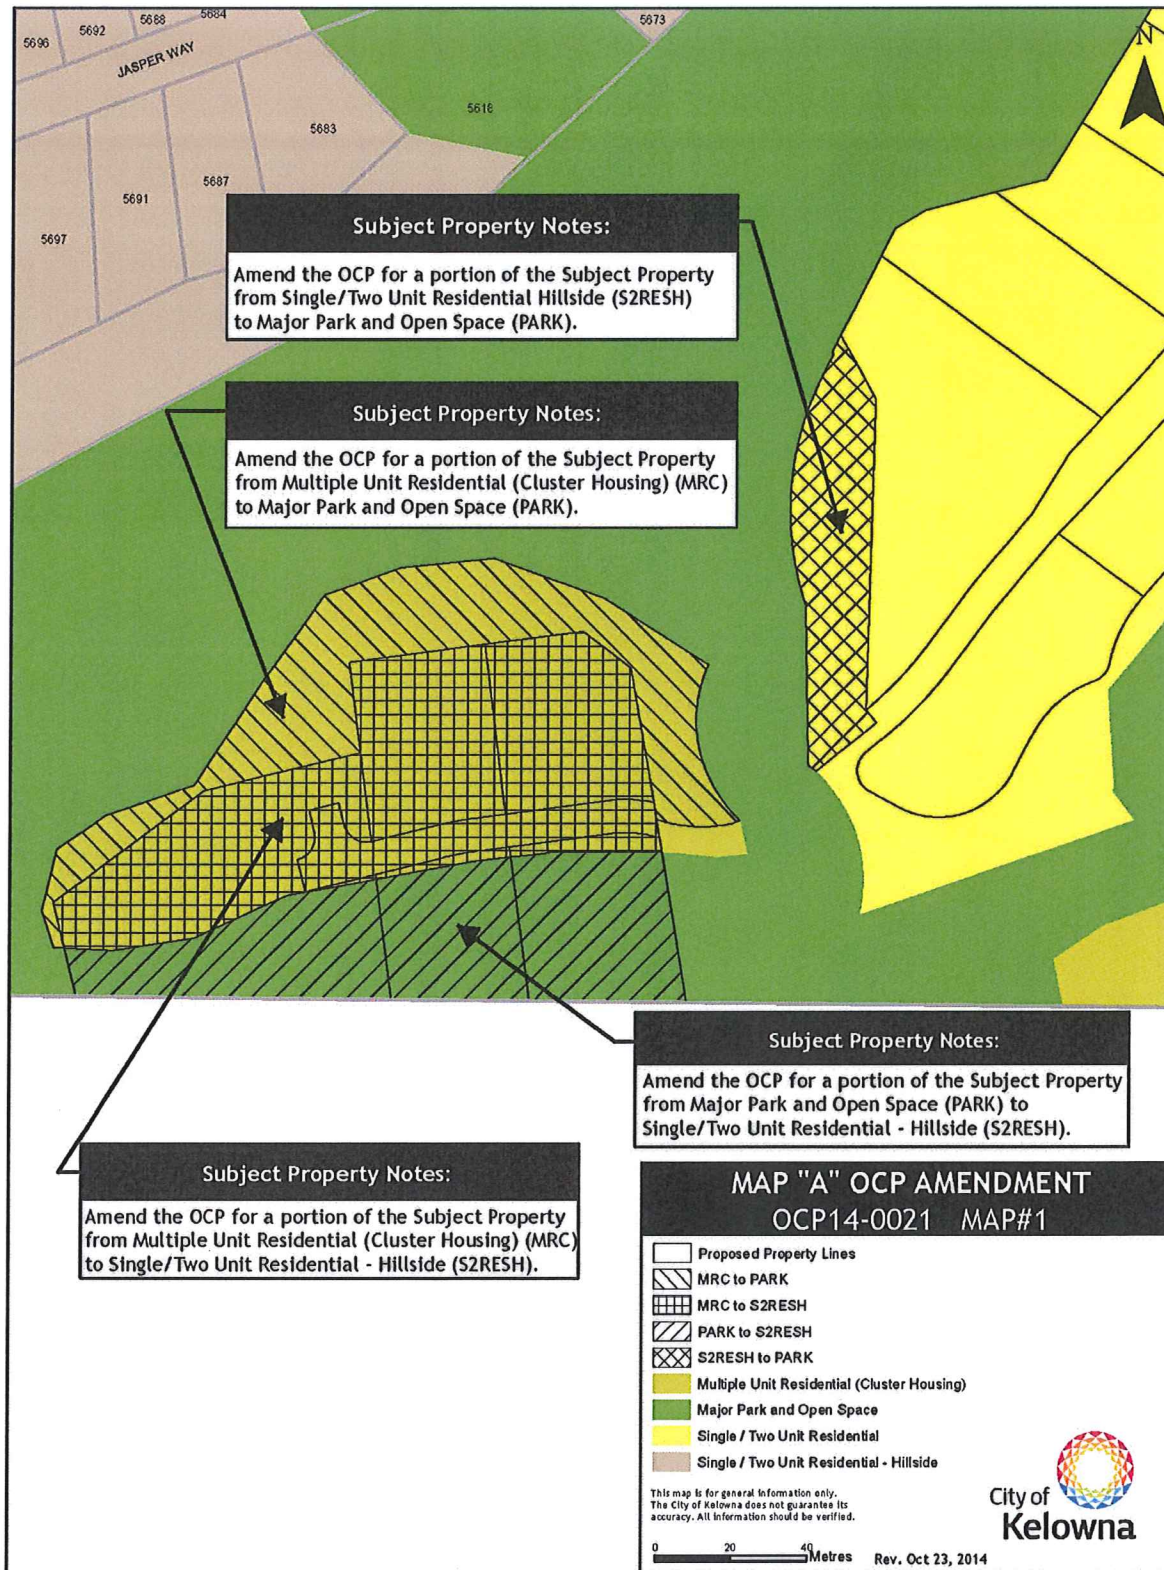 5696
5692
5688
5684
5673
N
JASPER WAY
5683
5618
5691
5687
5697
Subject Property Notes:
Amend the OCP for a portion of the Subject Property
from Single/Two Unit Residential Hillside (S2RESH)
to Major Park and Open Space (PARK).
Subject Property Notes:
Amend the OCP for a portion of the Subject Property
from Multiple Unit Residential (Cluster Housing) (MRC)
to Major Park and Open Space (PARK).
Subject Property Notes:
Amend the OCP for a portion of the Subject Property
from Major Park and Open Space (PARK) to
Single/Two Unit Residential - Hillside (S2RESH).
Subject Property Notes:
Amend the OCP for a portion of the Subject Property
from Multiple Unit Residential (Cluster Housing) (MRC)
to Single/Two Unit Residential - Hillside (S2RESH).
MAP "A" OCP AMENDMENT
OCP14-0021 MAP#1
Proposed Property Lines
MRC to PARK
MRC to S2RESH
PARK to S2RESH
S2RESH to PARK
Multiple Unit Residential (Cluster Housing)
Major Park and Open Space
Single / Two Unit Residential
Single / Two Unit Residential - Hillside
This map is for general information only.
The City of Kelowna does not guarantee its
accuracy. All information should be verified.
City of
Kelowna
0 20 40 Metres
Rev. Oct 23, 2014